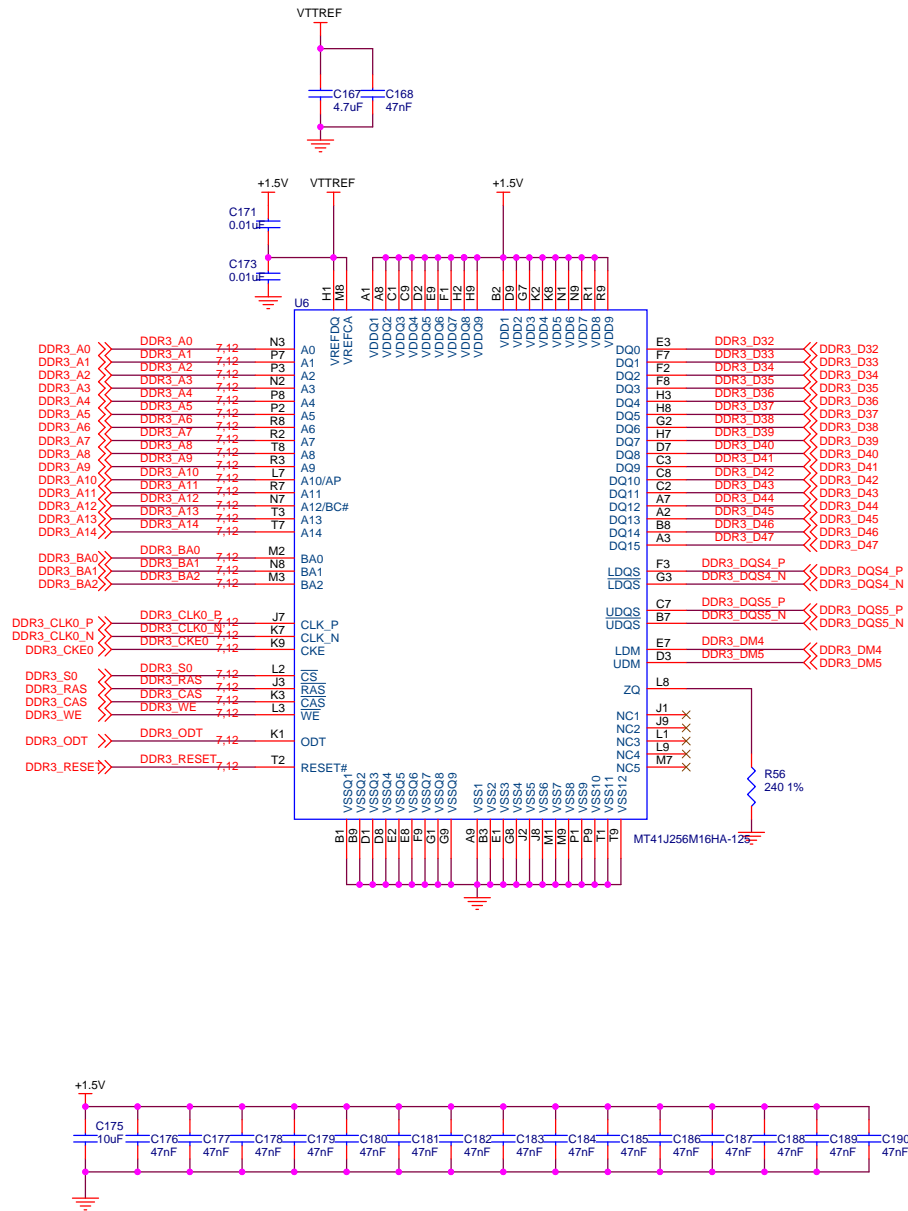 VTTREF
C167 C168
4.7uF 47nF
+1.5V VTTREF +1.5V
C171
0.01uF
C173
0.01uF
H1 M8 A1 A8 C1 C9 D2 E9 F1 H2 H9 B2 D9 G7 K2 K8 N1 N9 R1 R9
U6
VREFDQ VREFCA VDDQ1 VDDQ2 VDDQ3 VDDQ4 VDDQ5 VDDQ6 VDDQ7 VDDQ8 VDDQ9 VDD1 VDD2 VDD3 VDD4 VDD5 VDD6 VDD7 VDD8 VDD9
DDR3_A0 DDR3_A0 7,12 N3 A0 DQ0 E3 DDR3_D32 DDR3_D32
DDR3_A1 DDR3_A1 7,12 P7 A1 DQ1 F7 DDR3_D33 DDR3_D33
DDR3_A2 DDR3_A2 7,12 P3 A2 DQ2 F2 DDR3_D34 DDR3_D34
DDR3_A3 DDR3_A3 7,12 N2 A3 DQ3 F8 DDR3_D35 DDR3_D35
DDR3_A4 DDR3_A4 7,12 P8 A4 DQ4 H3 DDR3_D36 DDR3_D36
DDR3_A5 DDR3_A5 7,12 P2 A5 DQ5 H8 DDR3_D37 DDR3_D37
DDR3_A6 DDR3_A6 7,12 R8 A6 DQ6 G2 DDR3_D38 DDR3_D38
DDR3_A7 DDR3_A7 7,12 R2 A7 DQ7 H7 DDR3_D39 DDR3_D39
DDR3_A8 DDR3_A8 7,12 T8 A8 DQ8 D7 DDR3_D40 DDR3_D40
DDR3_A9 DDR3_A9 7,12 R3 A9 DQ9 C3 DDR3_D41 DDR3_D41
DDR3_A10 DDR3_A10 7,12 L7 A10/AP DQ10 C8 DDR3_D42 DDR3_D42
DDR3_A11 DDR3_A11 7,12 R7 A11 DQ11 C2 DDR3_D43 DDR3_D43
DDR3_A12 DDR3_A12 7,12 N7 A12/BC# DQ12 A7 DDR3_D44 DDR3_D44
DDR3_A13 DDR3_A13 7,12 T3 A13 DQ13 A2 DDR3_D45 DDR3_D45
DDR3_A14 DDR3_A14 7,12 T7 A14 DQ14 B8 DDR3_D46 DDR3_D46
DQ15 A3 DDR3_D47 DDR3_D47
DDR3_BA0 DDR3_BA0 7,12 M2 BA0
DDR3_BA1 DDR3_BA1 7,12 N8 BA1 LDQS F3 DDR3_DQS4_P DDR3_DQS4_P
DDR3_BA2 DDR3_BA2 7,12 M3 BA2 LDQS G3 DDR3_DQS4_N DDR3_DQS4_N
UDQS C7 DDR3_DQS5_P DDR3_DQS5_P
DDR3_CLK0_P DDR3_CLK0_P 7,12 J7 CLK_P UDQS B7 DDR3_DQS5_N DDR3_DQS5_N
DDR3_CLK0_N DDR3_CLK0_N 7,12 K7 CLK_N
DDR3_CKE0 DDR3_CKE0 7,12 K9 CKE LDM E7 DDR3_DM4 DDR3_DM4
UDM D3 DDR3_DM5 DDR3_DM5
DDR3_S0 DDR3_S0 7,12 L2 CS
DDR3_RAS DDR3_RAS 7,12 J3 RAS ZQ L8
DDR3_CAS DDR3_CAS 7,12 K3 CAS
DDR3_WE DDR3_WE 7,12 L3 WE NC1 J1
NC2 J9
DDR3_ODT DDR3_ODT 7,12 K1 ODT NC3 L1
NC4 L9
DDR3_RESET DDR3_RESET 7,12 T2 RESET# NC5 M7
R56
240 1%
VSSQ1 VSSQ2 VSSQ3 VSSQ4 VSSQ5 VSSQ6 VSSQ7 VSSQ8 VSSQ9 VSS1 VSS2 VSS3 VSS4 VSS5 VSS6 VSS7 VSS8 VSS9 VSS10 VSS11 VSS12
B1 B9 D1 D8 E2 E8 F9 G1 G9 A9 B3 E1 G8 J2 J8 M1 M9 P1 P9 T1 T9
MT41J256M16HA-125
+1.5V
C175 C176 C177 C178 C179 C180 C181 C182 C183 C184 C185 C186 C187 C188 C189 C190
10uF 47nF 47nF 47nF 47nF 47nF 47nF 47nF 47nF 47nF 47nF 47nF 47nF 47nF 47nF 47nF